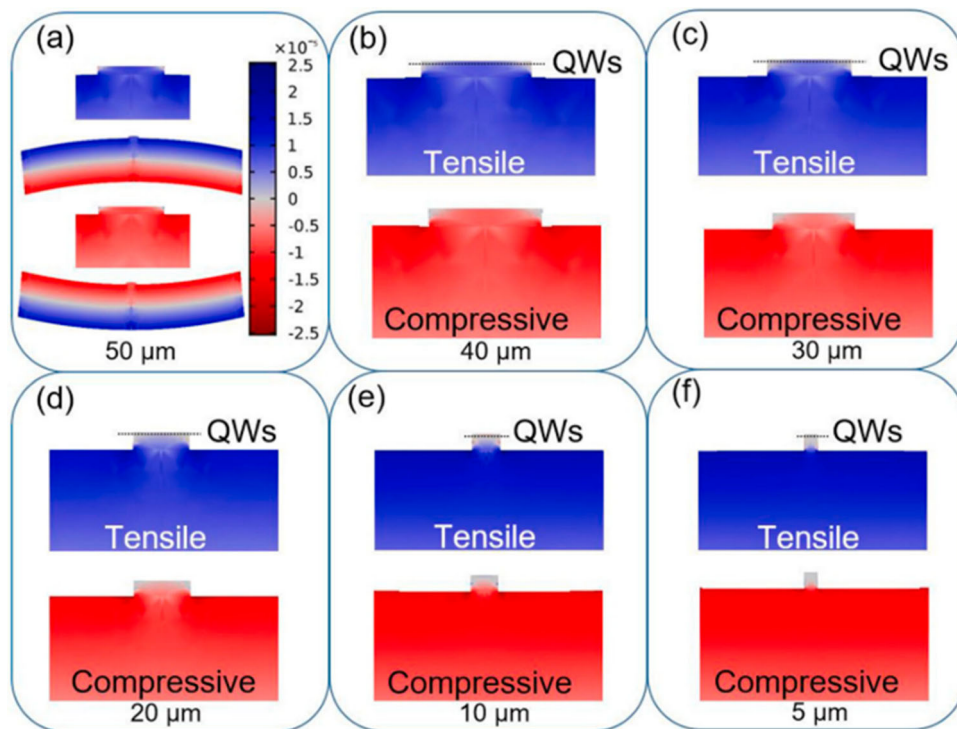 (a)
×10⁻⁵
2.5
2
1.5
1
0.5
0
-0.5
-1
-1.5
-2
-2.5
50 μm
(b)
QWs
Tensile
Compressive
40 μm
(c)
QWs
Tensile
Compressive
30 μm
(d)
QWs
Tensile
Compressive
20 μm
(e)
QWs
Tensile
Compressive
10 μm
(f)
QWs
Tensile
Compressive
5 μm